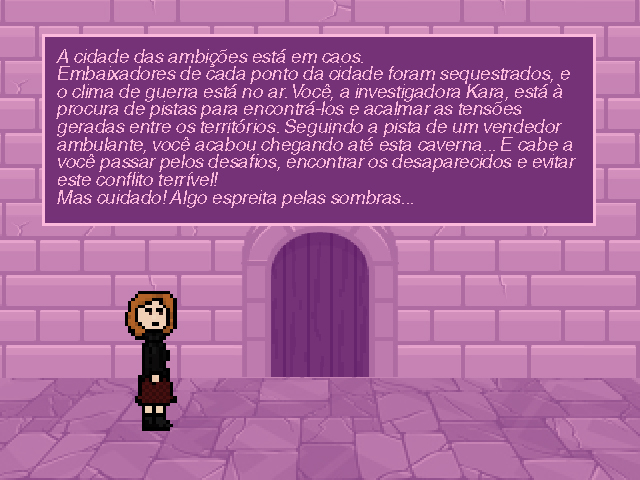 A cidade das ambições está em caos.
Embaixadores de cada ponto da cidade foram sequestrados, e
o clima de guerra está no ar. Você, a investigadora Kara, está à
procura de pistas para encontrá-los e acalmar as tensões
geradas entre os territórios. Seguindo a pista de um vendedor
ambulante, você acabou chegando até esta caverna... E cabe a
você passar pelos desafios, encontrar os desaparecidos e evitar
este conflito terrível!
Mas cuidado! Algo espreita pelas sombras...